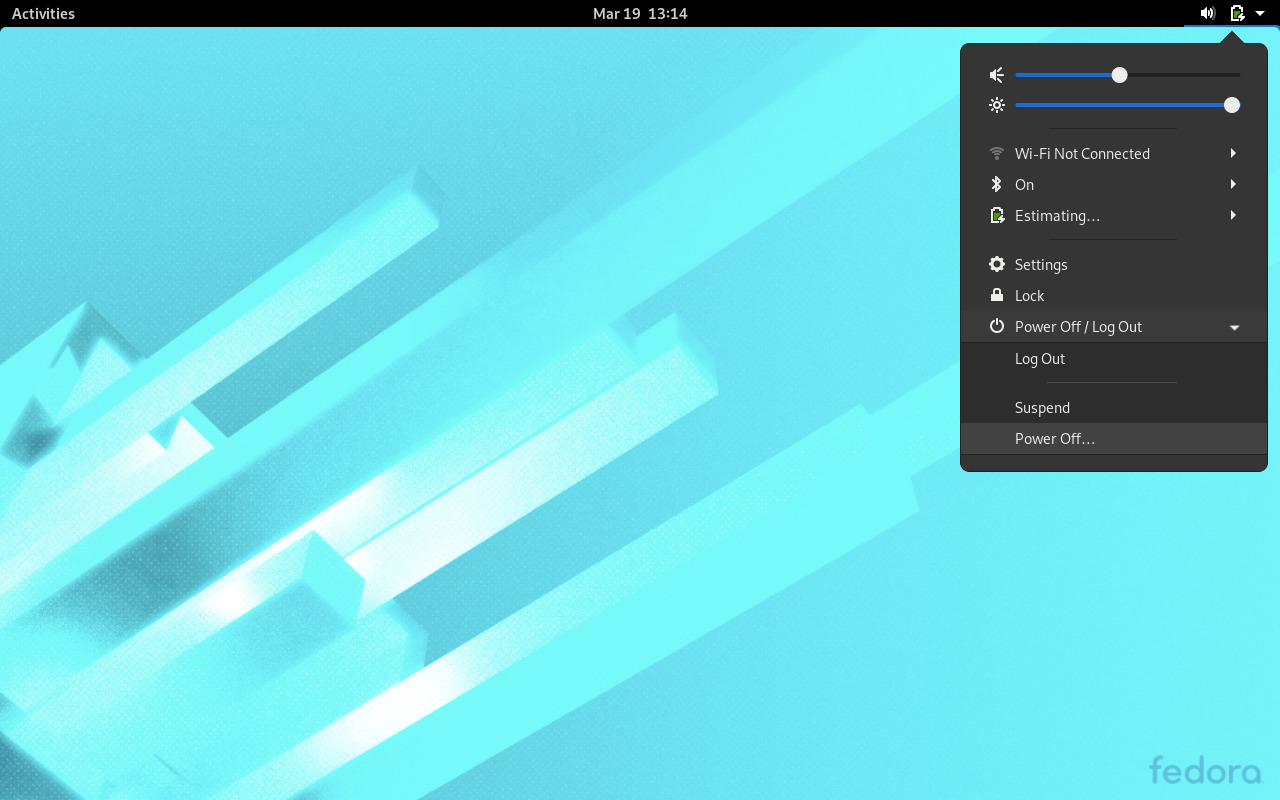 Activities
Mar 19 13:14
Wi-Fi Not Connected
On
Estimating…
Settings
Lock
Power Off / Log Out
Log Out
Suspend
Power Off…
fedora